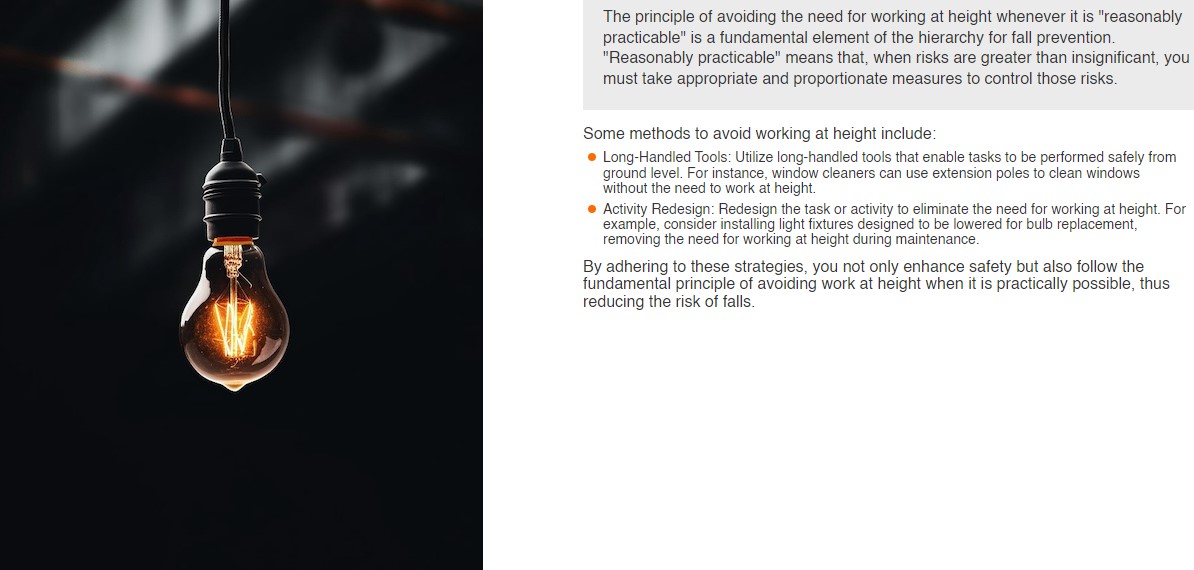 The principle of avoiding the need for working at height whenever it is "reasonably
practicable" is a fundamental element of the hierarchy for fall prevention.
"Reasonably practicable" means that, when risks are greater than insignificant, you
must take appropriate and proportionate measures to control those risks.
Some methods to avoid working at height include:
Long-Handled Tools: Utilize long-handled tools that enable tasks to be performed safely from
ground level. For instance, window cleaners can use extension poles to clean windows
without the need to work at height.
Activity Redesign: Redesign the task or activity to eliminate the need for working at height. For
example, consider installing light fixtures designed to be lowered for bulb replacement,
removing the need for working at height during maintenance.
By adhering to these strategies, you not only enhance safety but also follow the
fundamental principle of avoiding work at height when it is practically possible, thus
reducing the risk of falls.